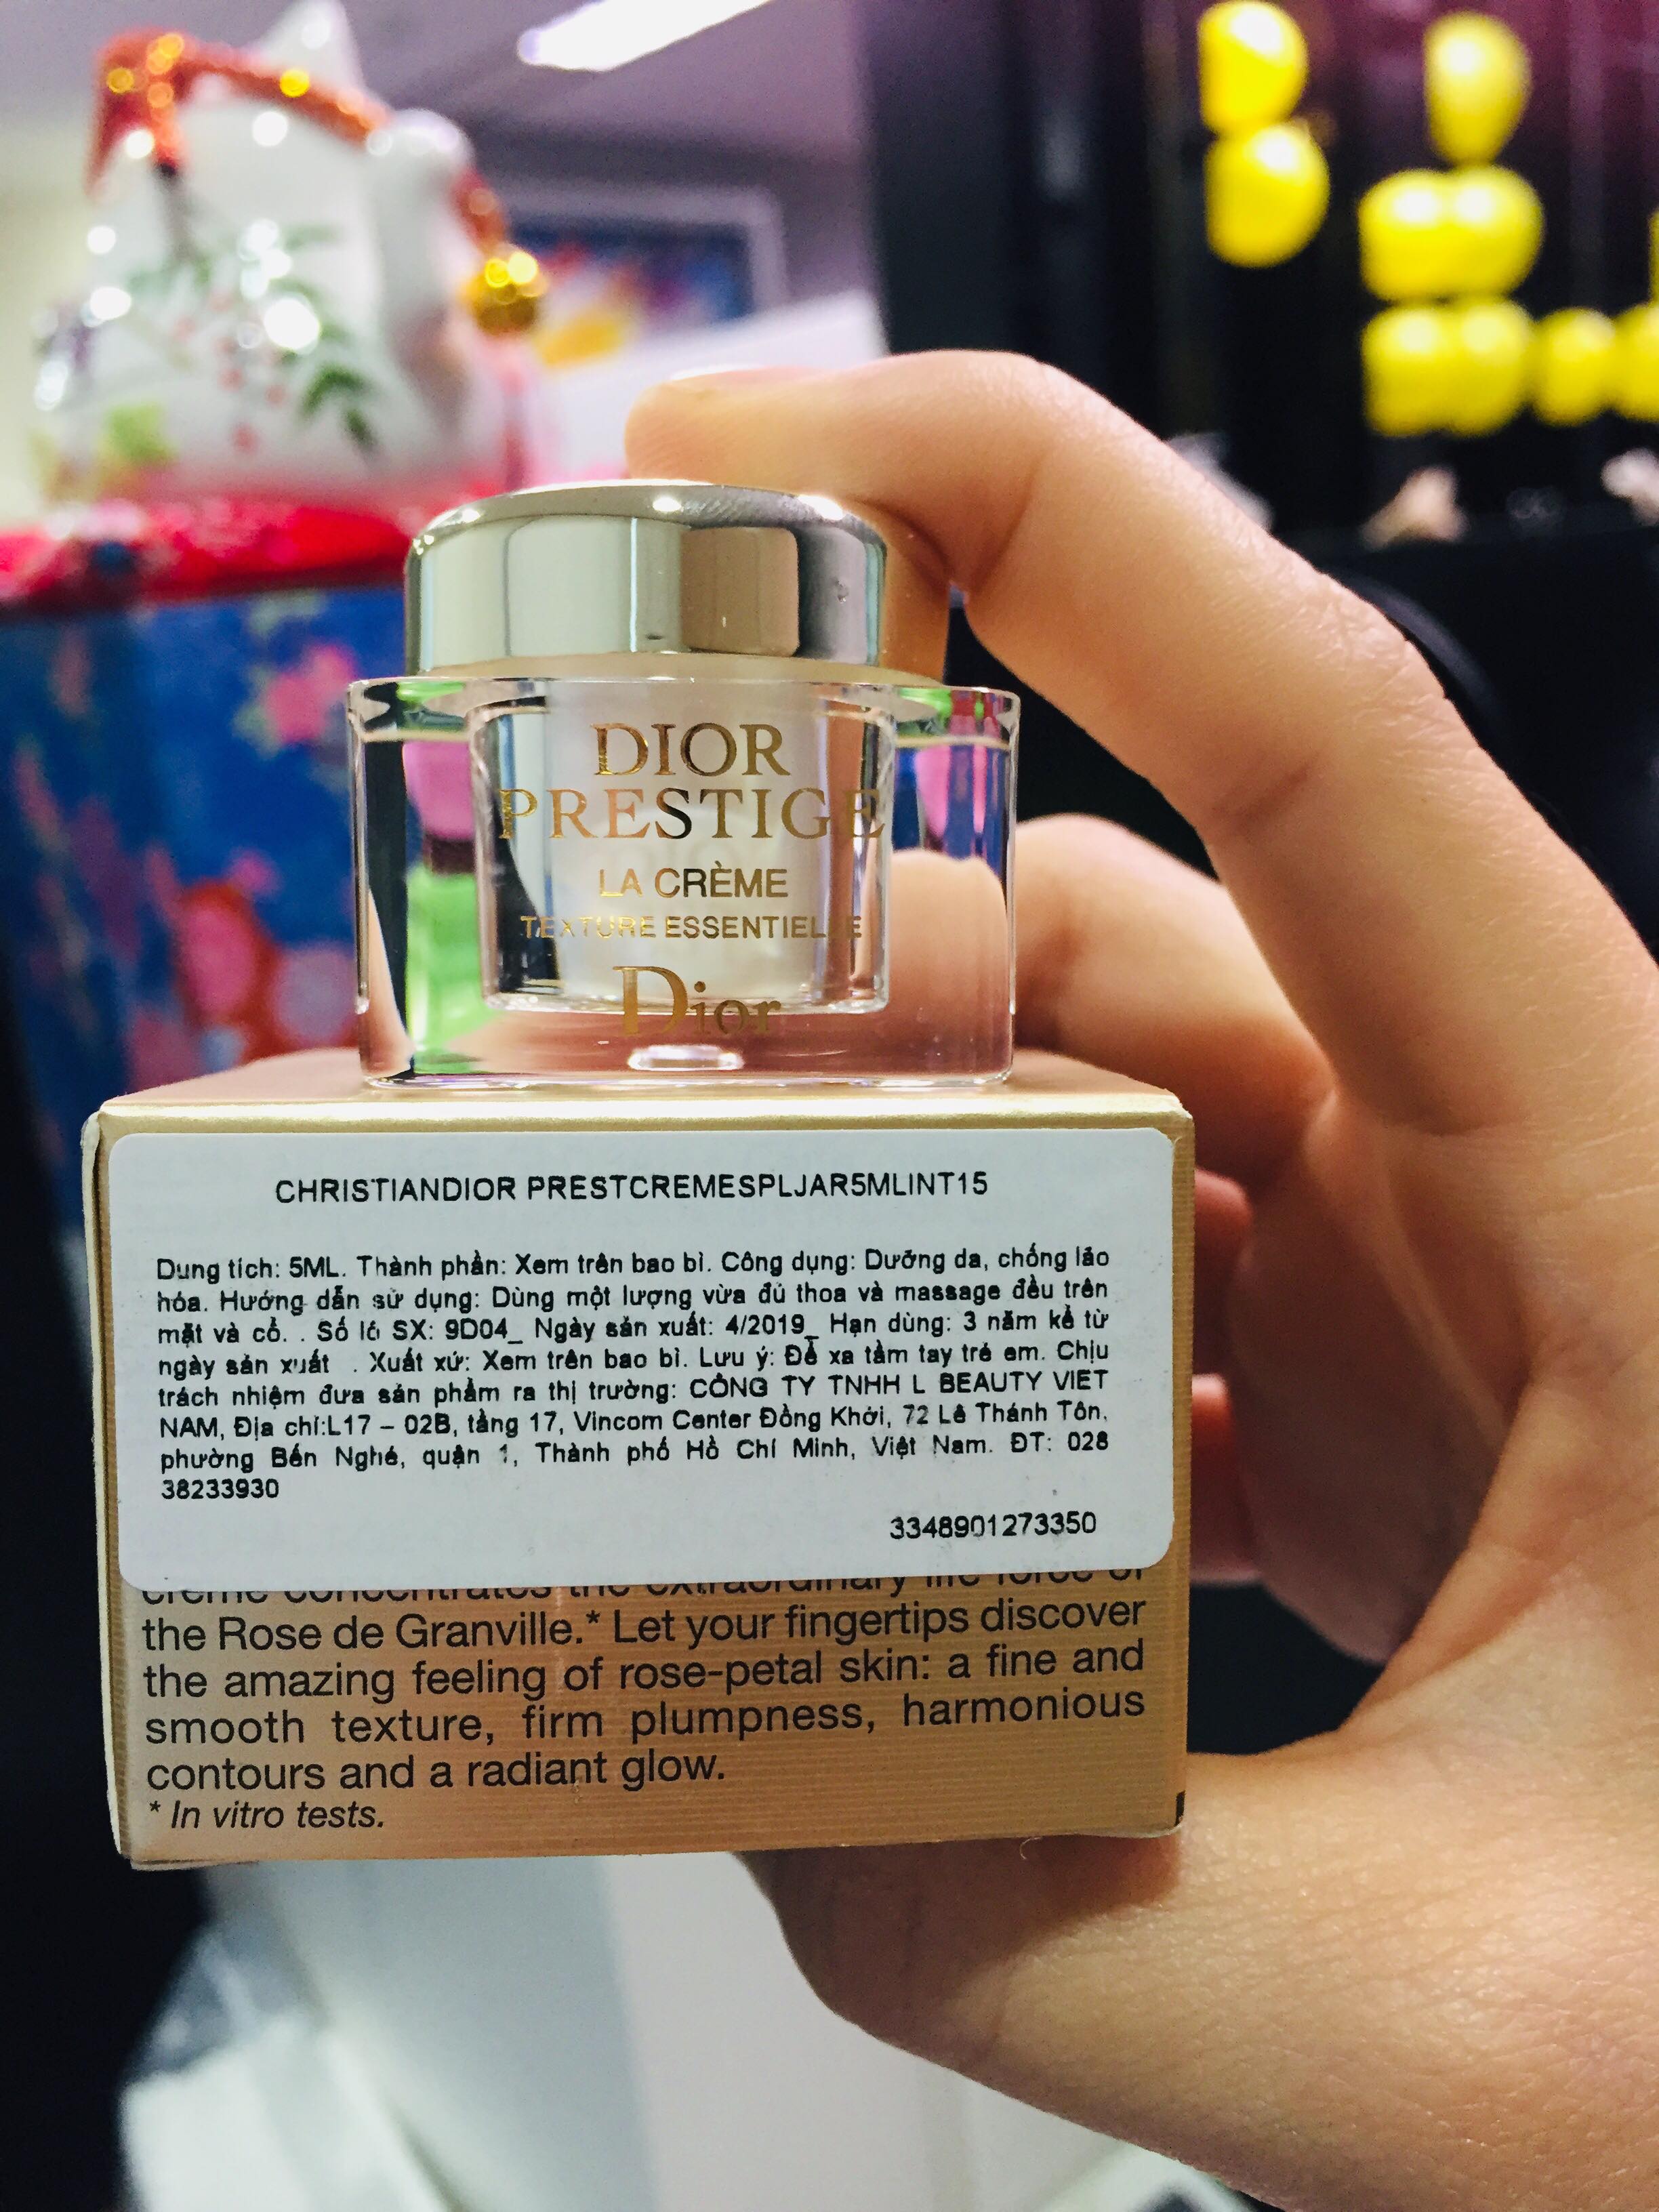 DIOR
PRESTIGE
LA CRÈME
TEXTURE ESSENTIELLE
Dior
CHRISTIANDIOR PRESTCREMESPLJAR5MLINT15
Dung tích: 5ML. Thành phần: Xem trên bao bì. Công dụng: Dưỡng da, chống lão
hóa. Hướng dẫn sử dụng: Dùng một lượng vừa đủ thoa và massage đều trên
mặt và cổ. . Số lô SX: 9D04_ Ngày sản xuất: 4/2019_ Hạn dùng: 3 năm kể từ
ngày sản xuất . Xuất xứ: Xem trên bao bì. Lưu ý: Để xa tầm tay trẻ em. Chịu
trách nhiệm đưa sản phẩm ra thị trường: CÔNG TY TNHH L BEAUTY VIET
NAM, Địa chỉ:L17 – 02B, tầng 17, Vincom Center Đồng Khởi, 72 Lê Thánh Tôn,
phường Bến Nghé, quận 1, Thành phố Hồ Chí Minh, Việt Nam. ĐT: 028
38233930
3348901273350
crème concentrates the extraordinary life force of
the Rose de Granville.* Let your fingertips discover
the amazing feeling of rose-petal skin: a fine and
smooth texture, firm plumpness, harmonious
contours and a radiant glow.
* In vitro tests.